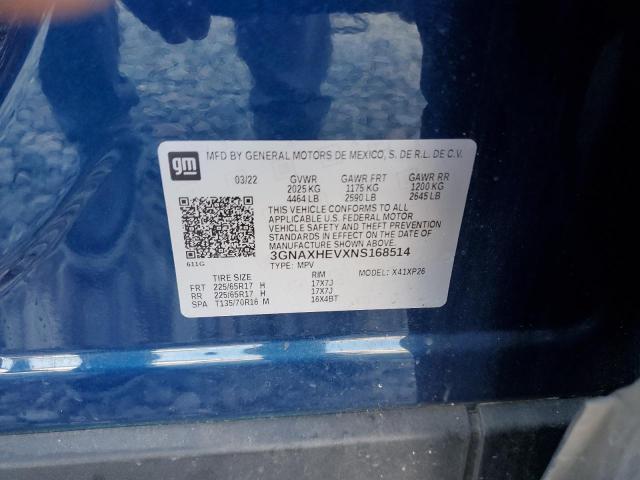 gm MFD BY GENERAL MOTORS DE MEXICO, S. DE R.L. DE C.V.
03/22 GVWR GAWR FRT GAWR RR
2025 KG 1175 KG 1200 KG
4464 LB 2590 LB 2645 LB
THIS VEHICLE CONFORMS TO ALL
APPLICABLE U.S. FEDERAL MOTOR
VEHICLE SAFETY AND THEFT PREVENTION
STANDARDS IN EFFECT ON THE DATE OF
MANUFACTURE SHOWN ABOVE.
3GNAXHEVXNS168514
611G TYPE: MPV MODEL: X41XP26
TIRE SIZE RIM
FRT 225/65R17 H 17X7J
RR 225/65R17 H 17X7J
SPA T135/70R16 M 16X4BT